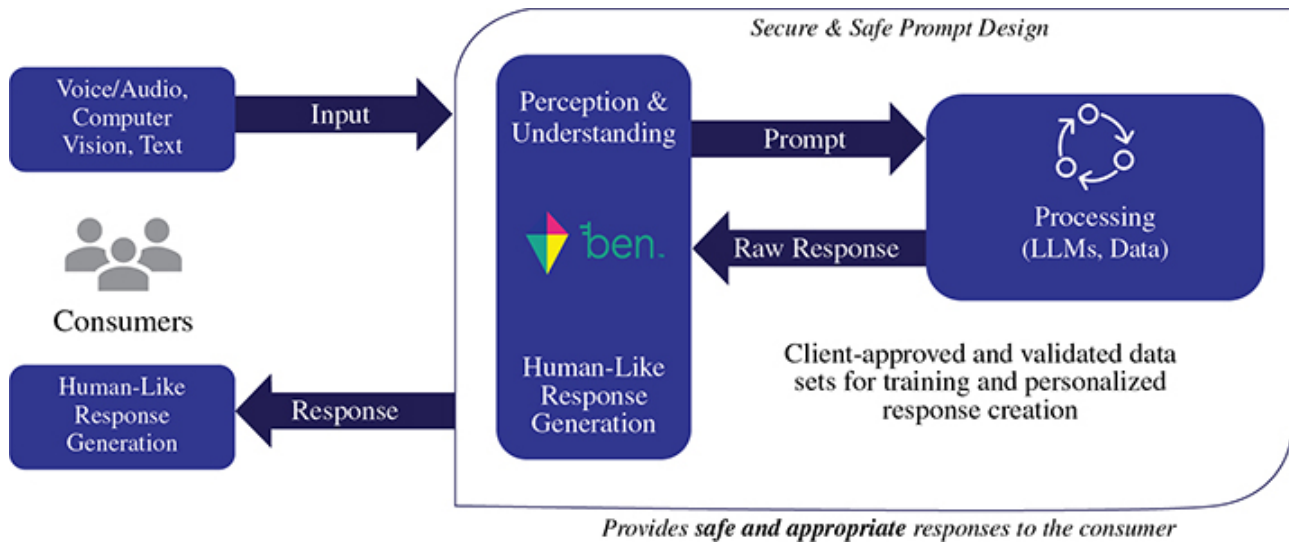 Secure & Safe Prompt Design
Voice/Audio,
Computer
Vision, Text
Input
Perception &
Understanding
Prompt
Processing
(LLMs, Data)
ben™
Raw Response
Consumers
Human-Like
Response
Generation
Response
Human-Like
Response
Generation
Client-approved and validated data
sets for training and personalized
response creation
Provides safe and appropriate responses to the consumer